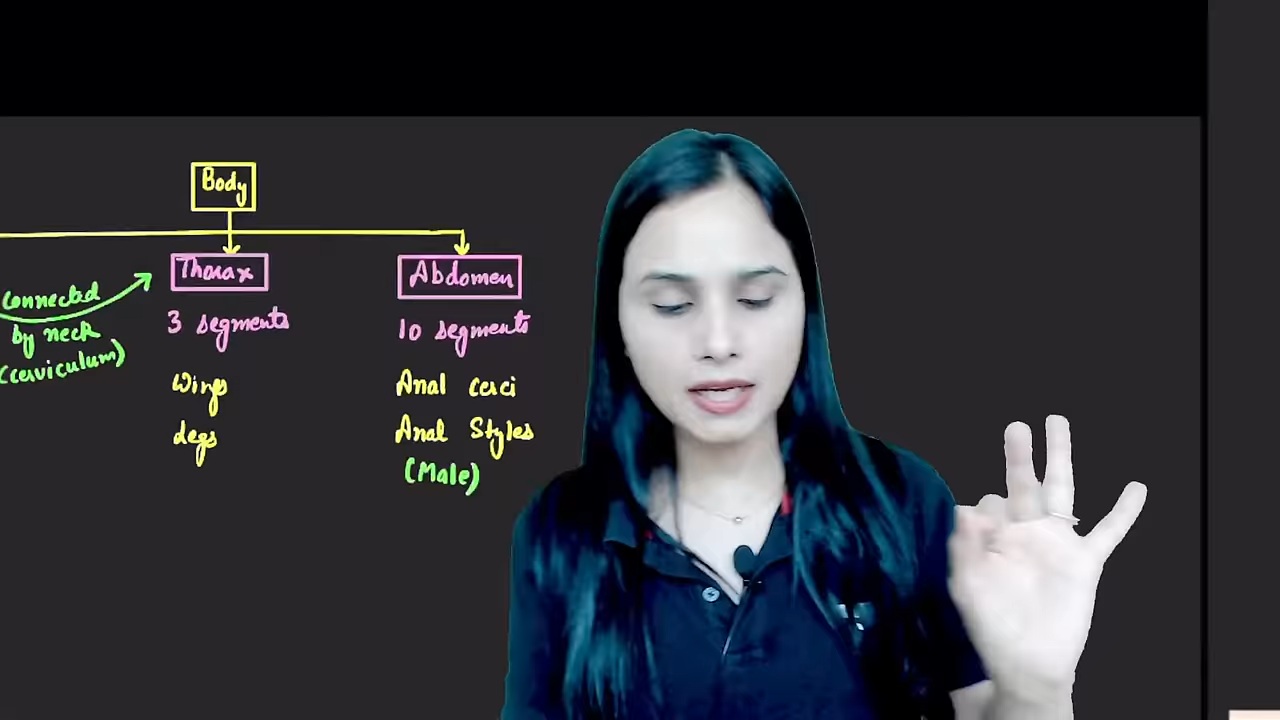 Body
Thorax
Abdomen
connected
by neck
(cerviculum)
3 segments
10 segments
Wings
Legs
Anal cerci
Anal Styles
(Male)